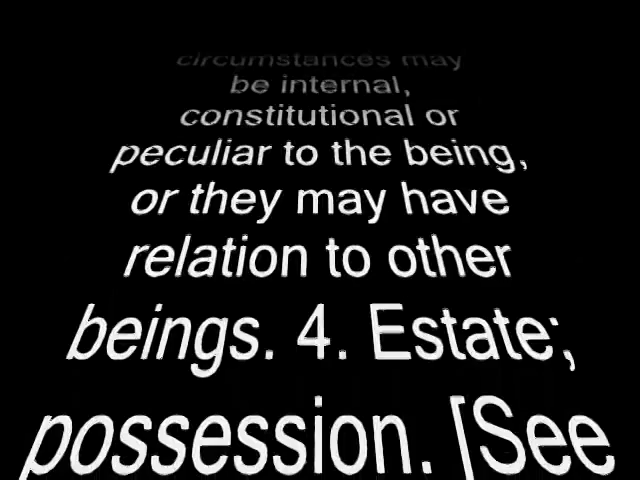 circumstances may
be internal,
constitutional or
peculiar to the being,
or they may have
relation to other
beings. 4. Estate;
possession. [See